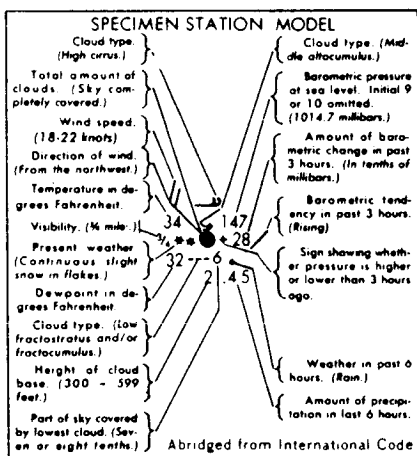 SPECIMEN STATION MODEL
Cloud type.
(High cirrus.)
Total amount of
clouds. (Sky com-
pletely covered.)
Wind speed.
(18-22 knots)
Direction of wind.
(From the northwest.)
Temperature in de-
grees Fahrenheit.
Visibility. (¾ mile.)
Present weather.
(Continuous slight
snow in flakes.)
Dewpoint in de-
grees Fahrenheit.
Cloud type. (Low
fractostratus and/or
fractocumulus.)
Height of cloud
base. (300 - 599
feet.)
Part of sky covered
by lowest cloud. (Sev-
en or eight tenths.)
34
147
¾
28
32
6
2
.45
Cloud type. (Mid-
dle altocumulus.)
Barometric pressure
at sea level. Initial 9
or 10 omitted.
(1014.7 millibars.)
Amount of baro-
metric change in past
3 hours. (In tenths of
millibars.)
Barometric tend-
ency in past 3 hours.
(Rising)
Sign showing wheth-
er pressure is higher
or lower than 3 hours
ago.
Weather in past 6
hours. (Rain.)
Amount of precipi-
tation in last 6 hours.
Abridged from International Code